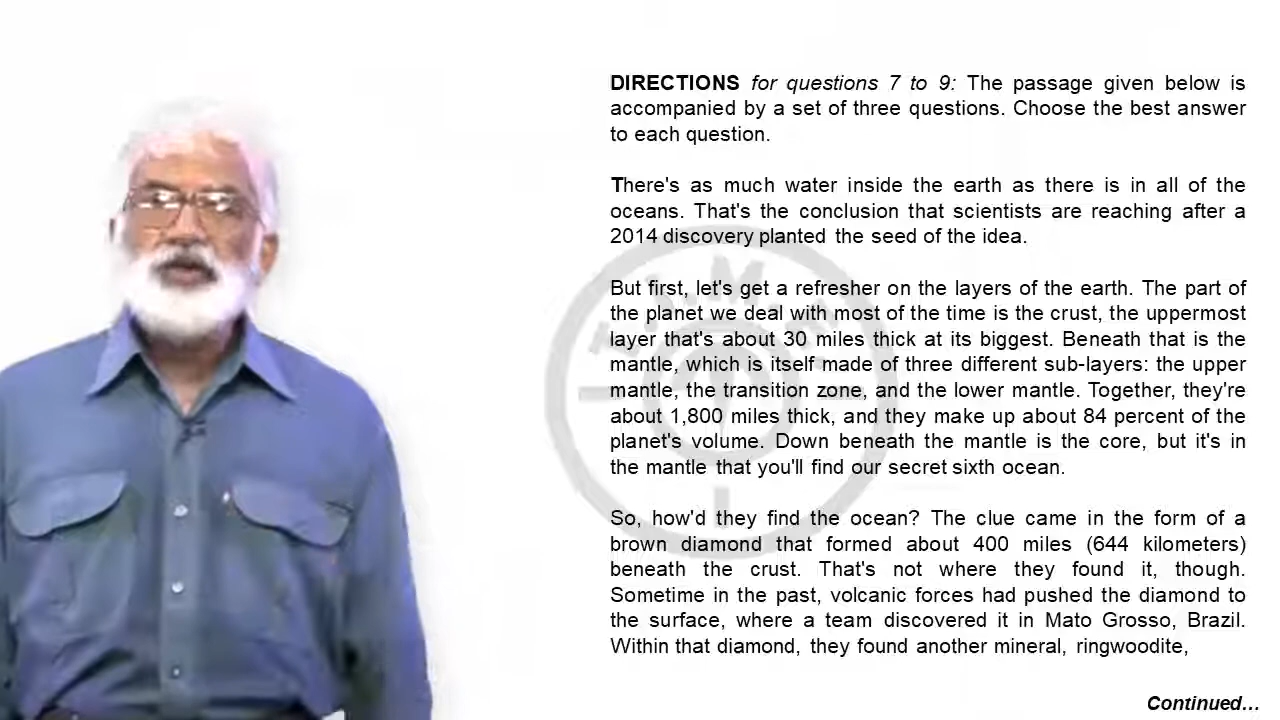 DIRECTIONS for questions 7 to 9: The passage given below is
accompanied by a set of three questions. Choose the best answer
to each question.
There's as much water inside the earth as there is in all of the
oceans. That's the conclusion that scientists are reaching after a
2014 discovery planted the seed of the idea.
But first, let's get a refresher on the layers of the earth. The part of
the planet we deal with most of the time is the crust, the uppermost
layer that's about 30 miles thick at its biggest. Beneath that is the
mantle, which is itself made of three different sub-layers: the upper
mantle, the transition zone, and the lower mantle. Together, they're
about 1,800 miles thick, and they make up about 84 percent of the
planet's volume. Down beneath the mantle is the core, but it's in
the mantle that you'll find our secret sixth ocean.
So, how'd they find the ocean? The clue came in the form of a
brown diamond that formed about 400 miles (644 kilometers)
beneath the crust. That's not where they found it, though.
Sometime in the past, volcanic forces had pushed the diamond to
the surface, where a team discovered it in Mato Grosso, Brazil.
Within that diamond, they found another mineral, ringwoodite,
Continued…